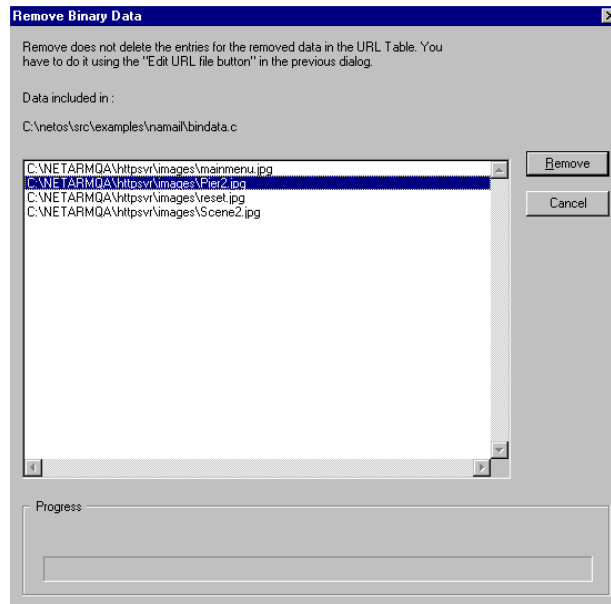 Remove Binary Data
Remove does not delete the entries for the removed data in the URL Table. You
have to do it using the "Edit URL file button" in the previous dialog.
Data included in :
C:\netos\src\examples\namail\bindata.c
C:\NETARMQA\httpsvr\images\mainmenu.jpg
C:\NETARMQA\httpsvr\images\Pier2.jpg
C:\NETARMQA\httpsvr\images\reset.jpg
C:\NETARMQA\httpsvr\images\Scene2.jpg
Remove
Cancel
Progress